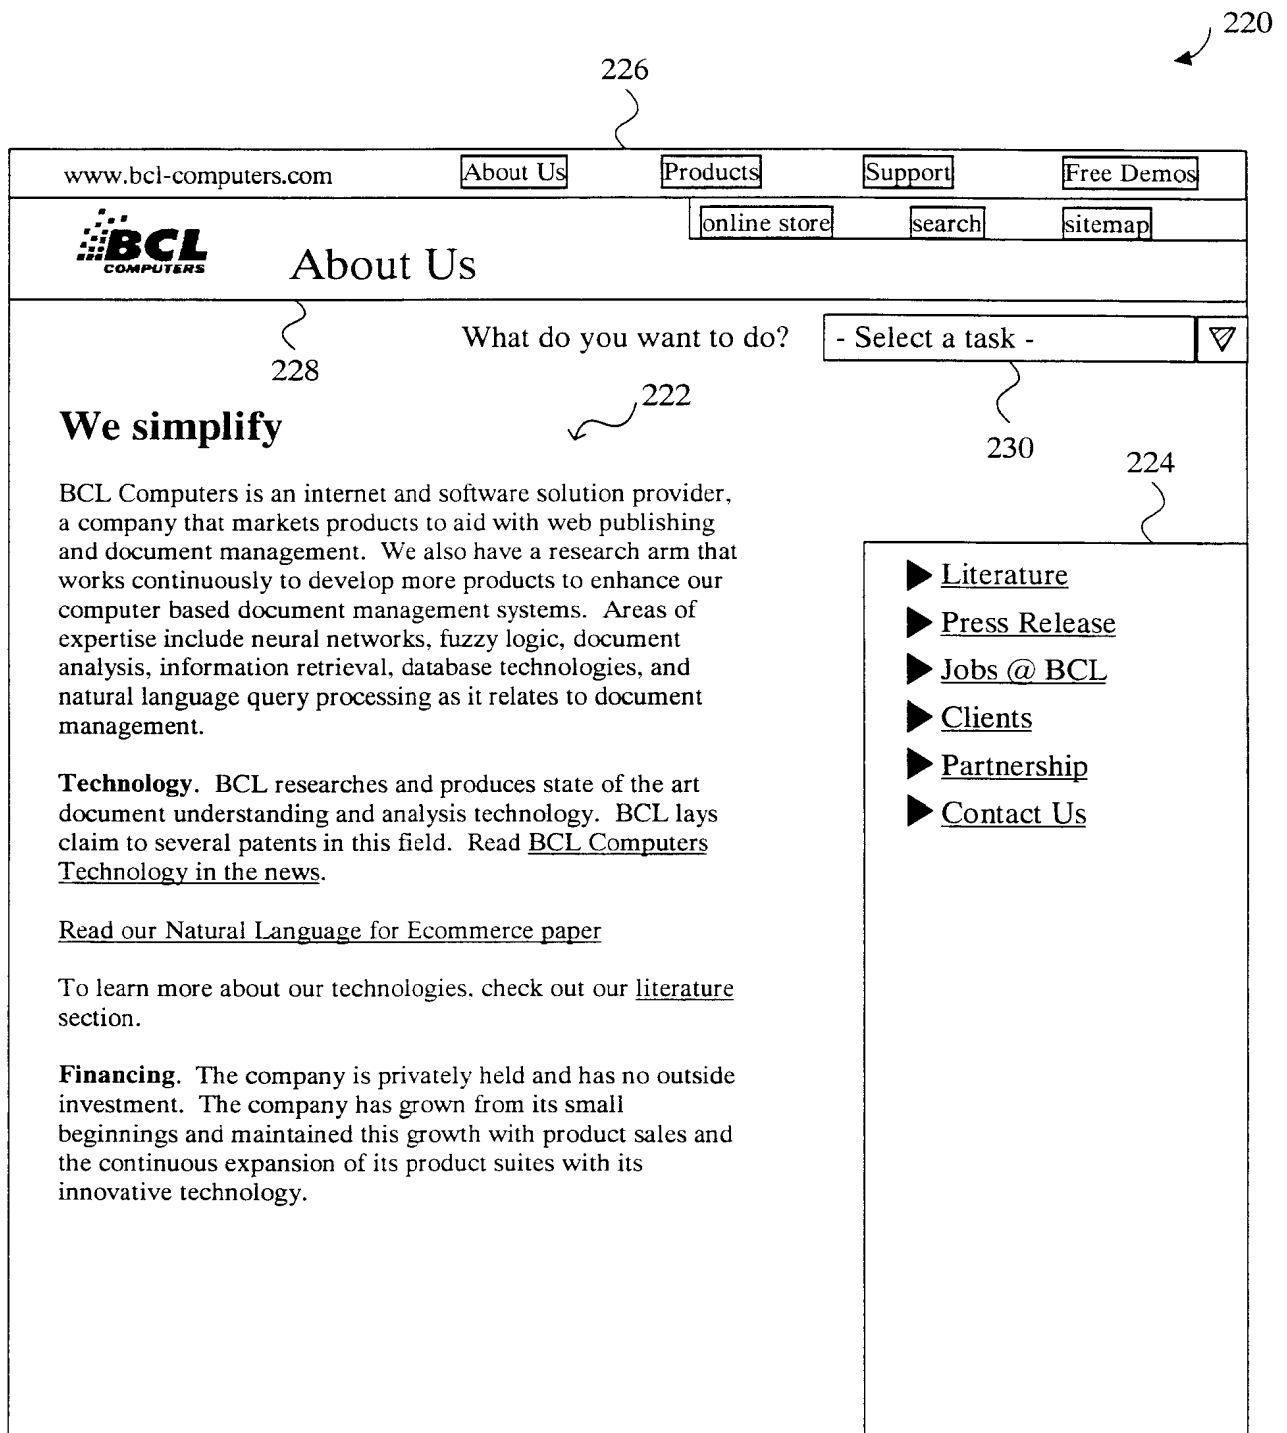 220
226
www.bcl-computers.com About Us Products Support Free Demos
online store search sitemap
BCL
COMPUTERS
About Us
What do you want to do? - Select a task -
228
222
230
224
We simplify
BCL Computers is an internet and software solution provider,
a company that markets products to aid with web publishing
and document management. We also have a research arm that
works continuously to develop more products to enhance our
computer based document management systems. Areas of
expertise include neural networks, fuzzy logic, document
analysis, information retrieval, database technologies, and
natural language query processing as it relates to document
management.
Technology. BCL researches and produces state of the art
document understanding and analysis technology. BCL lays
claim to several patents in this field. Read BCL Computers
Technology in the news.
Read our Natural Language for Ecommerce paper
To learn more about our technologies, check out our literature
section.
Financing. The company is privately held and has no outside
investment. The company has grown from its small
beginnings and maintained this growth with product sales and
the continuous expansion of its product suites with its
innovative technology.
Literature
Press Release
Jobs @ BCL
Clients
Partnership
Contact Us